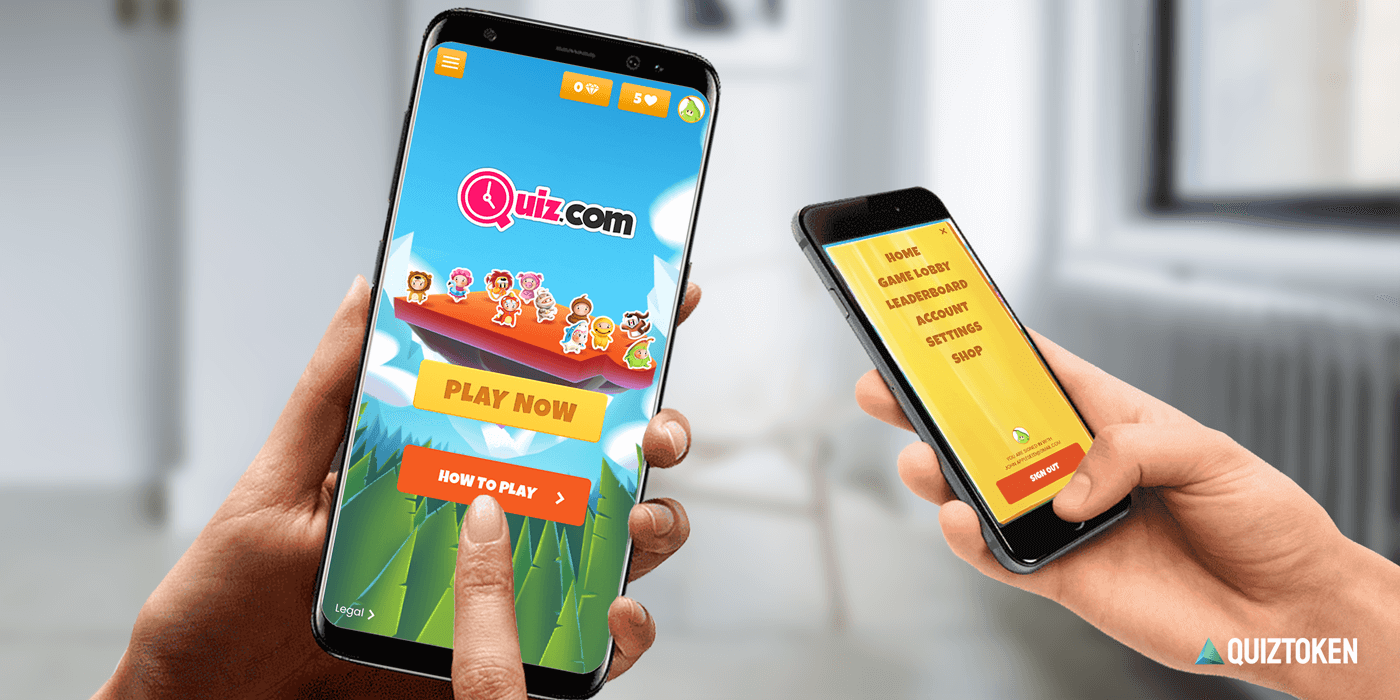 0
5
Quiz.com
PLAY NOW
HOW TO PLAY
Legal
HOME
GAME LOBBY
LEADERBOARD
ACCOUNT
SETTINGS
SHOP
YOU ARE SIGNED IN WITH
SIGN OUT
QUIZTOKEN